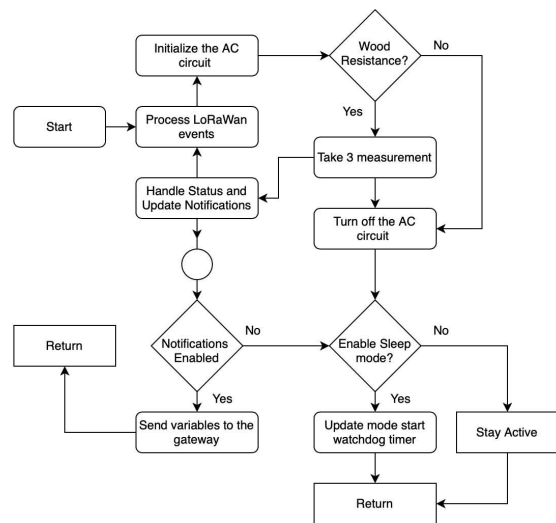 Initialize the AC
circuit
Wood
Resistance?
No
Yes
Start
Process LoRaWan
events
Take 3 measurement
Handle Status and
Update Notifications
Turn off the AC
circuit
Return
Notifications
Enabled
No
Enable Sleep
mode?
No
Yes
Yes
Send variables to the
gateway
Update mode start
watchdog timer
Stay Active
Return